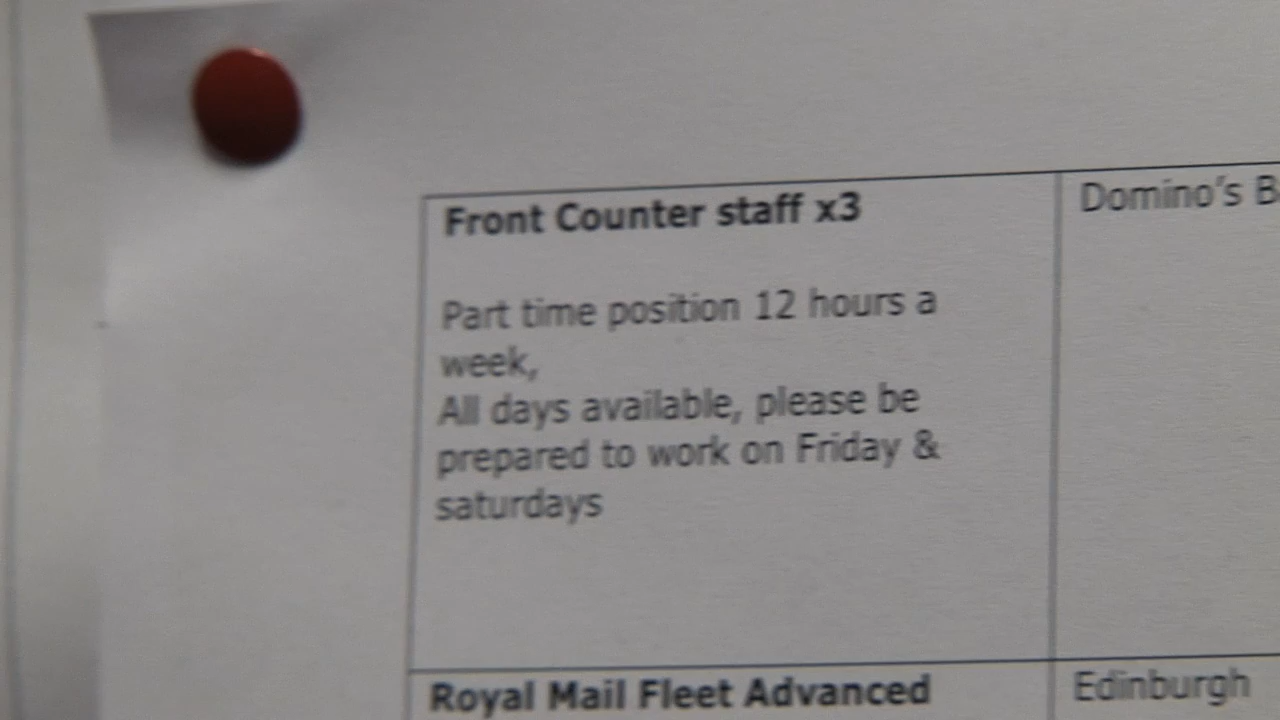 Front Counter staff x3
Domino's B
Part time position 12 hours a
week,
All days available, please be
prepared to work on Friday &
saturdays
Royal Mail Fleet Advanced
Edinburgh